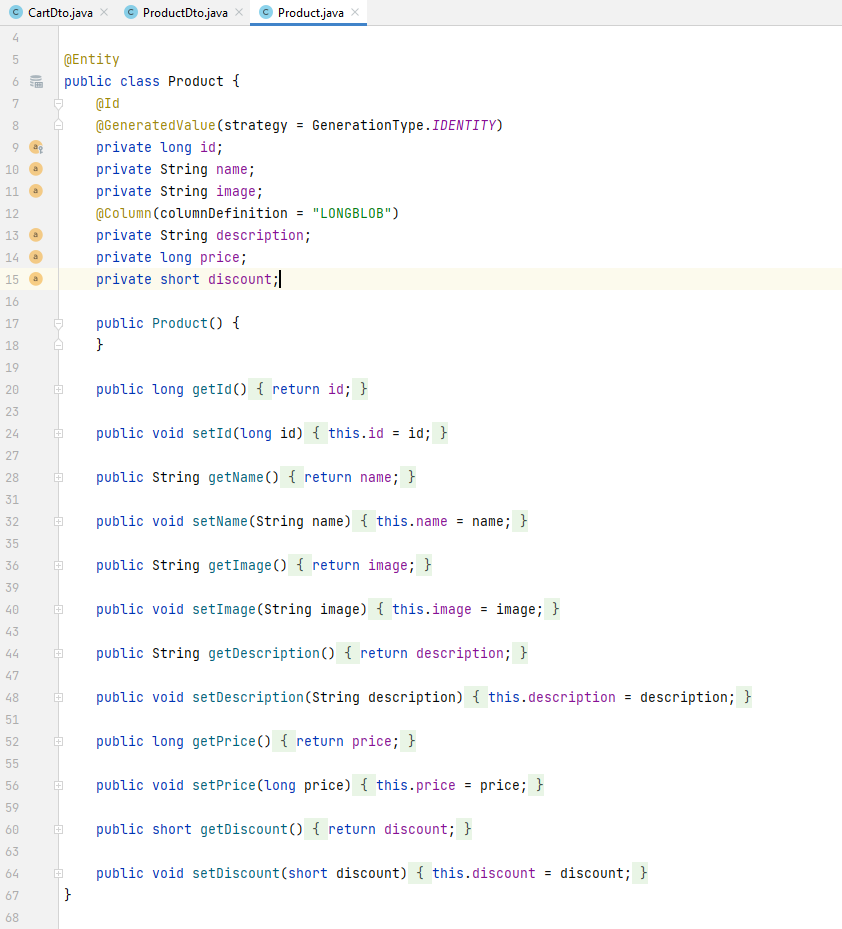 CartDto.java ProductDto.java Product.java
4
5 @Entity
6 public class Product {
7 @Id
8 @GeneratedValue(strategy = GenerationType.IDENTITY)
9 private long id;
10 private String name;
11 private String image;
12 @Column(columnDefinition = "LONGBLOB")
13 private String description;
14 private long price;
15 private short discount;
16
17 public Product() {
18 }
19
20 public long getId() { return id; }
23
24 public void setId(long id) { this.id = id; }
27
28 public String getName() { return name; }
31
32 public void setName(String name) { this.name = name; }
35
36 public String getImage() { return image; }
39
40 public void setImage(String image) { this.image = image; }
43
44 public String getDescription() { return description; }
47
48 public void setDescription(String description) { this.description = description; }
51
52 public long getPrice() { return price; }
55
56 public void setPrice(long price) { this.price = price; }
59
60 public short getDiscount() { return discount; }
63
64 public void setDiscount(short discount) { this.discount = discount; }
67 }
68